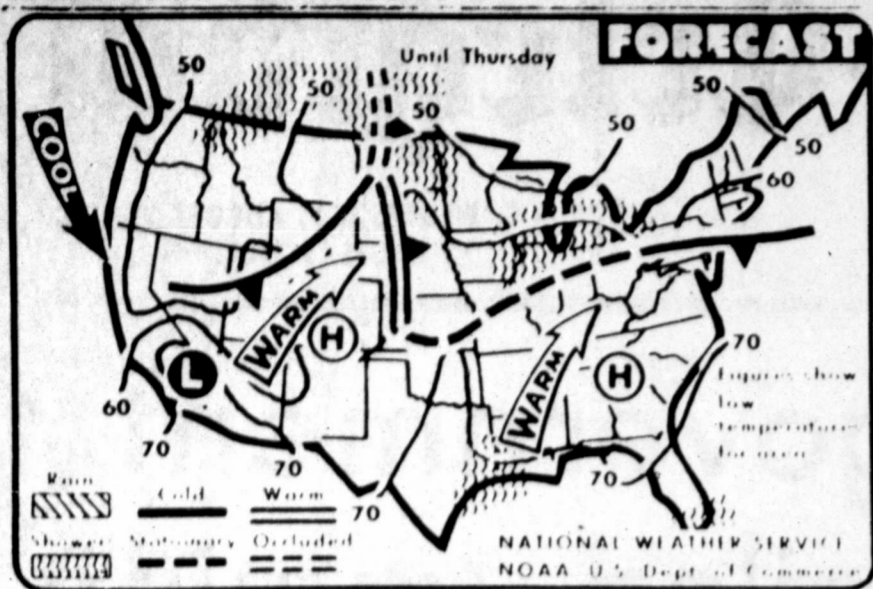 FORECAST
Until Thursday
50
50
50
50
50
50
60
COOL
WARM
H
L
WARM
H
60
70
70
70
70
70
Figures show
low
temperatures
for area
Rain
Cold
Warm
Showers
Stationary
Occluded
NATIONAL WEATHER SERVICE
NOAA U.S. Dept. of Commerce